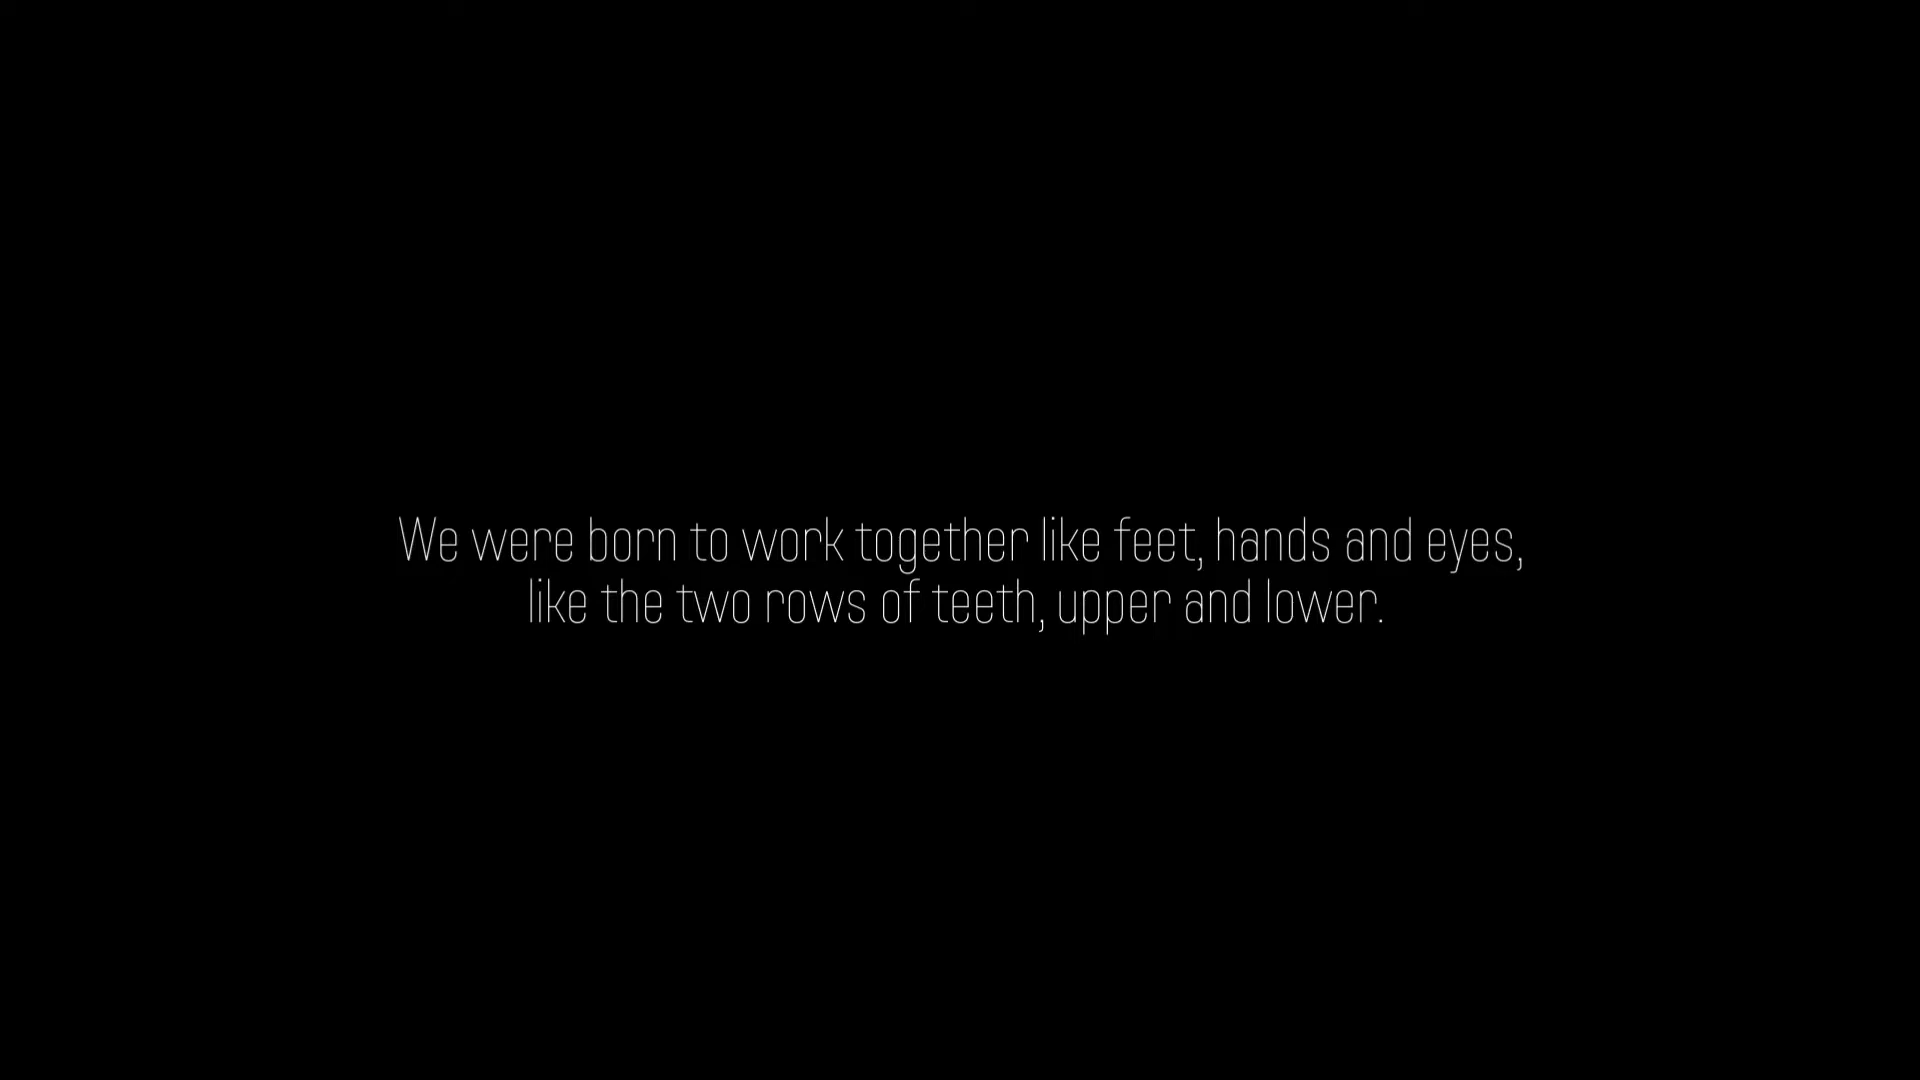 We were born to work together like feet, hands and eyes,
like the two rows of teeth, upper and lower.